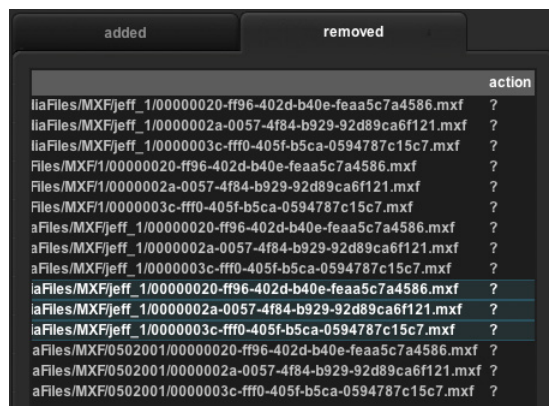 added removed
action
liaFiles/MXF/jeff_1/00000020-ff96-402d-b40e-feaa5c7a4586.mxf ?
liaFiles/MXF/jeff_1/0000002a-0057-4f84-b929-92d89ca6f121.mxf ?
liaFiles/MXF/jeff_1/0000003c-fff0-405f-b5ca-0594787c15c7.mxf ?
Files/MXF/1/00000020-ff96-402d-b40e-feaa5c7a4586.mxf ?
Files/MXF/1/0000002a-0057-4f84-b929-92d89ca6f121.mxf ?
Files/MXF/1/0000003c-fff0-405f-b5ca-0594787c15c7.mxf ?
aFiles/MXF/jeff_1/00000020-ff96-402d-b40e-feaa5c7a4586.mxf ?
aFiles/MXF/jeff_1/0000002a-0057-4f84-b929-92d89ca6f121.mxf ?
aFiles/MXF/jeff_1/0000003c-fff0-405f-b5ca-0594787c15c7.mxf ?
iaFiles/MXF/jeff_1/00000020-ff96-402d-b40e-feaa5c7a4586.mxf ?
iaFiles/MXF/jeff_1/0000002a-0057-4f84-b929-92d89ca6f121.mxf ?
iaFiles/MXF/jeff_1/0000003c-fff0-405f-b5ca-0594787c15c7.mxf ?
aFiles/MXF/0502001/00000020-ff96-402d-b40e-feaa5c7a4586.mxf ?
aFiles/MXF/0502001/0000002a-0057-4f84-b929-92d89ca6f121.mxf ?
aFiles/MXF/0502001/0000003c-fff0-405f-b5ca-0594787c15c7.mxf ?